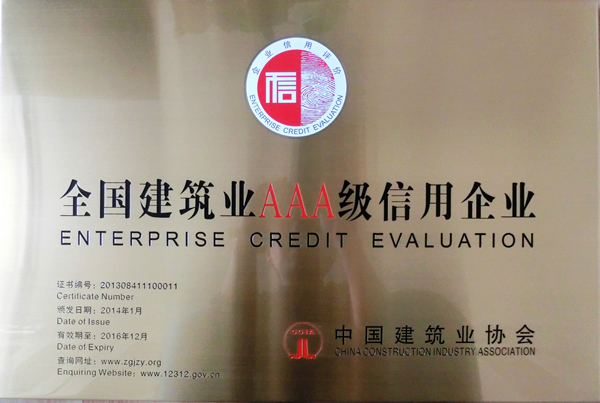 企业信用评价
信
ENTERPRISE CREDIT EVALUATION
全国建筑业AAA级信用企业
ENTERPRISE CREDIT EVALUATION
证书编号：201308411100011
Certificate Number
颁发日期：2014年1月
Date of Issue
有效期至：2016年12月
Date of Expiry
查询网址：www.zgjzy.org
Enquiring Website：www.12312.gov.cn
中国建筑业协会
CHINA CONSTRUCTION INDUSTRY ASSOCIATION